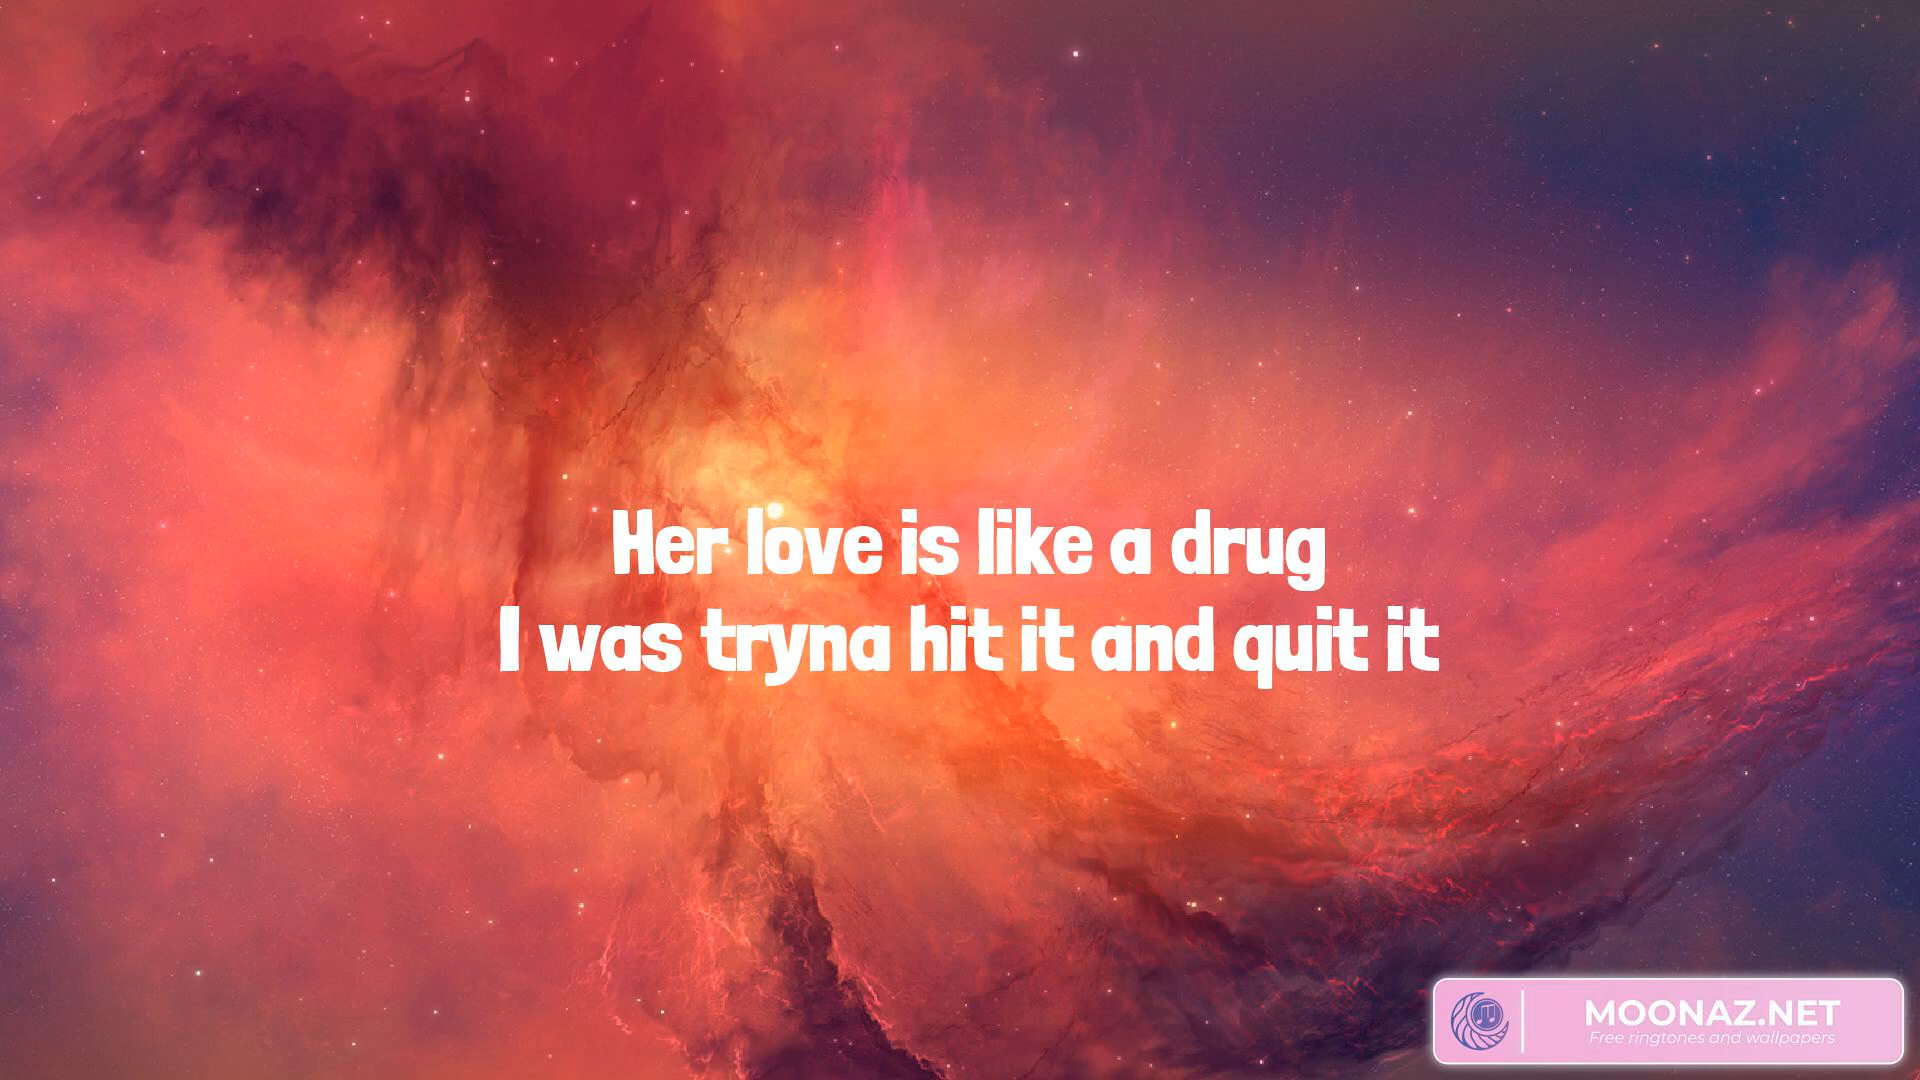 Her love is like a drug
I was tryna hit it and quit it
MOONAZ.NET
Free ringtones and wallpapers